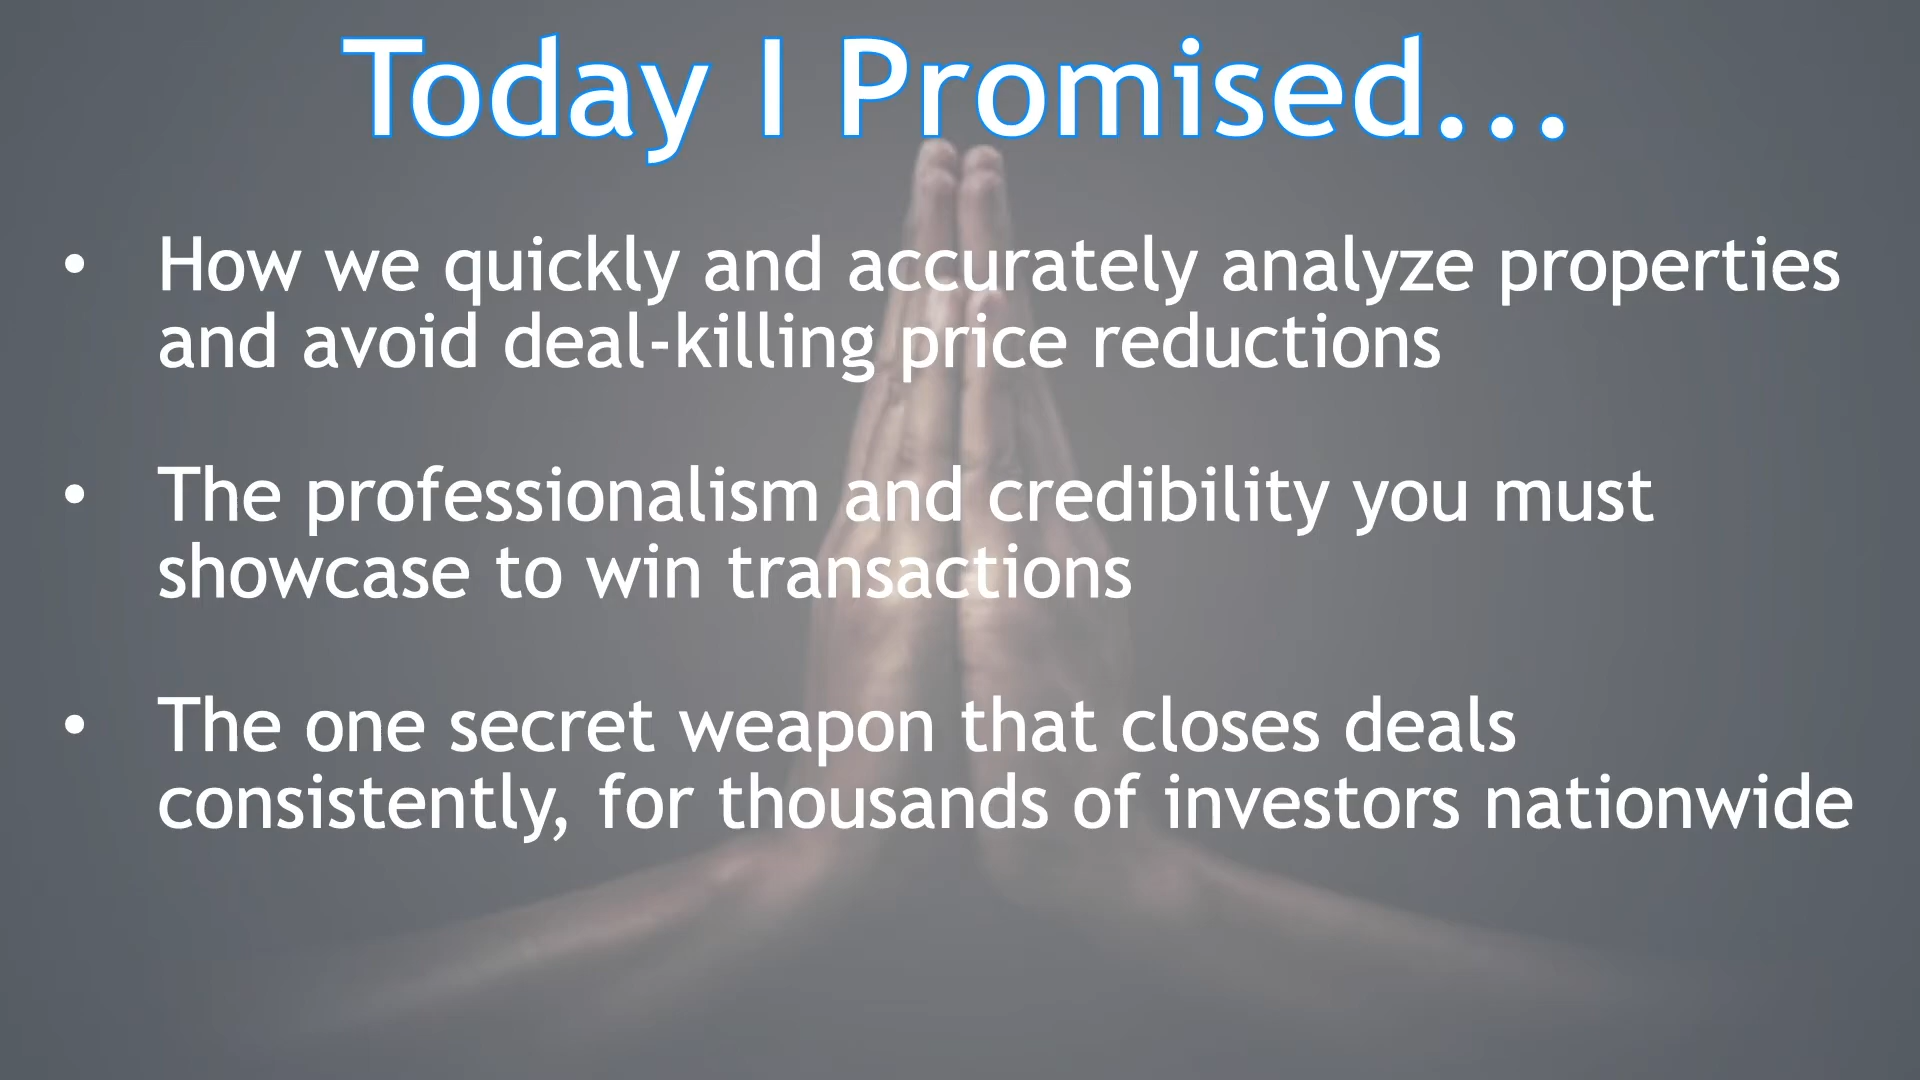 Today I Promised...
• How we quickly and accurately analyze properties
and avoid deal-killing price reductions
• The professionalism and credibility you must
showcase to win transactions
• The one secret weapon that closes deals
consistently, for thousands of investors nationwide